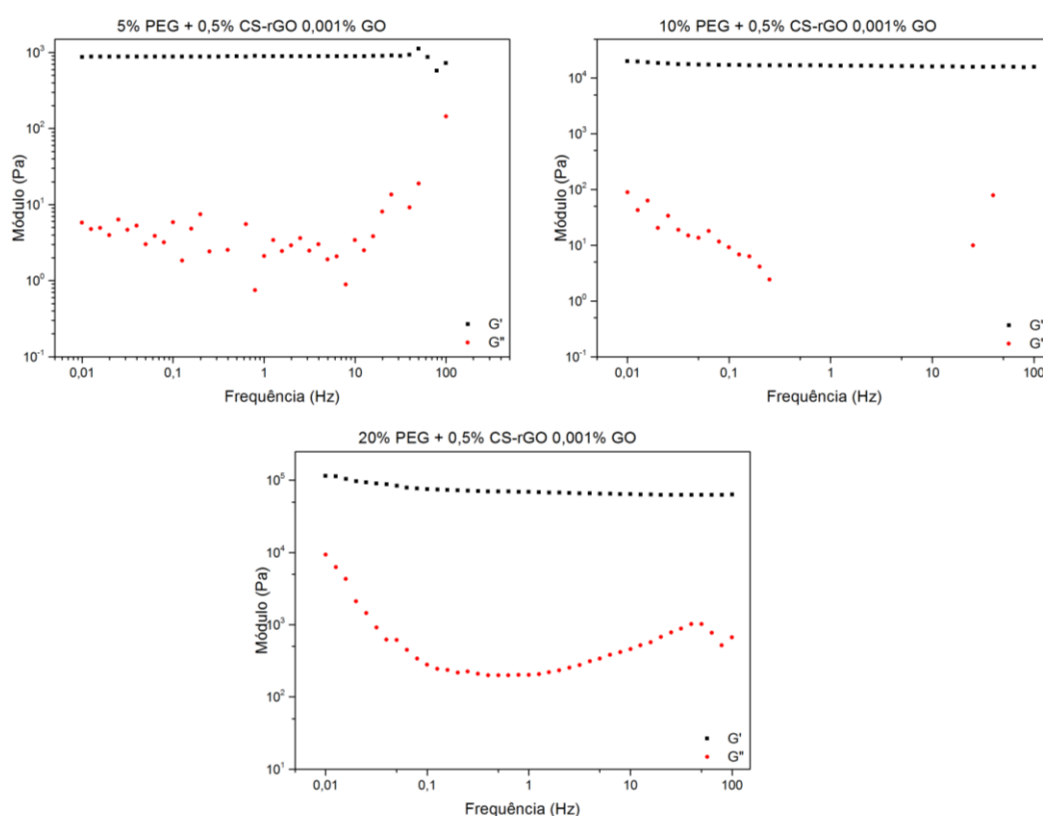 5% PEG + 0,5% CS-rGO 0,001% GO
10³
10²
10¹
10⁰
10⁻¹
Módulo (Pa)
G'
G"
0,01 0,1 1 10 100
Frequência (Hz)
10% PEG + 0,5% CS-rGO 0,001% GO
10⁴
10²
10¹
10⁰
10⁻¹
Módulo (Pa)
G'
G"
0,01 0,1 1 10 100
Frequência (Hz)
20% PEG + 0,5% CS-rGO 0,001% GO
10⁵
10⁴
10³
10²
10¹
Módulo (Pa)
G'
G"
0,01 0,1 1 10 100
Frequência (Hz)